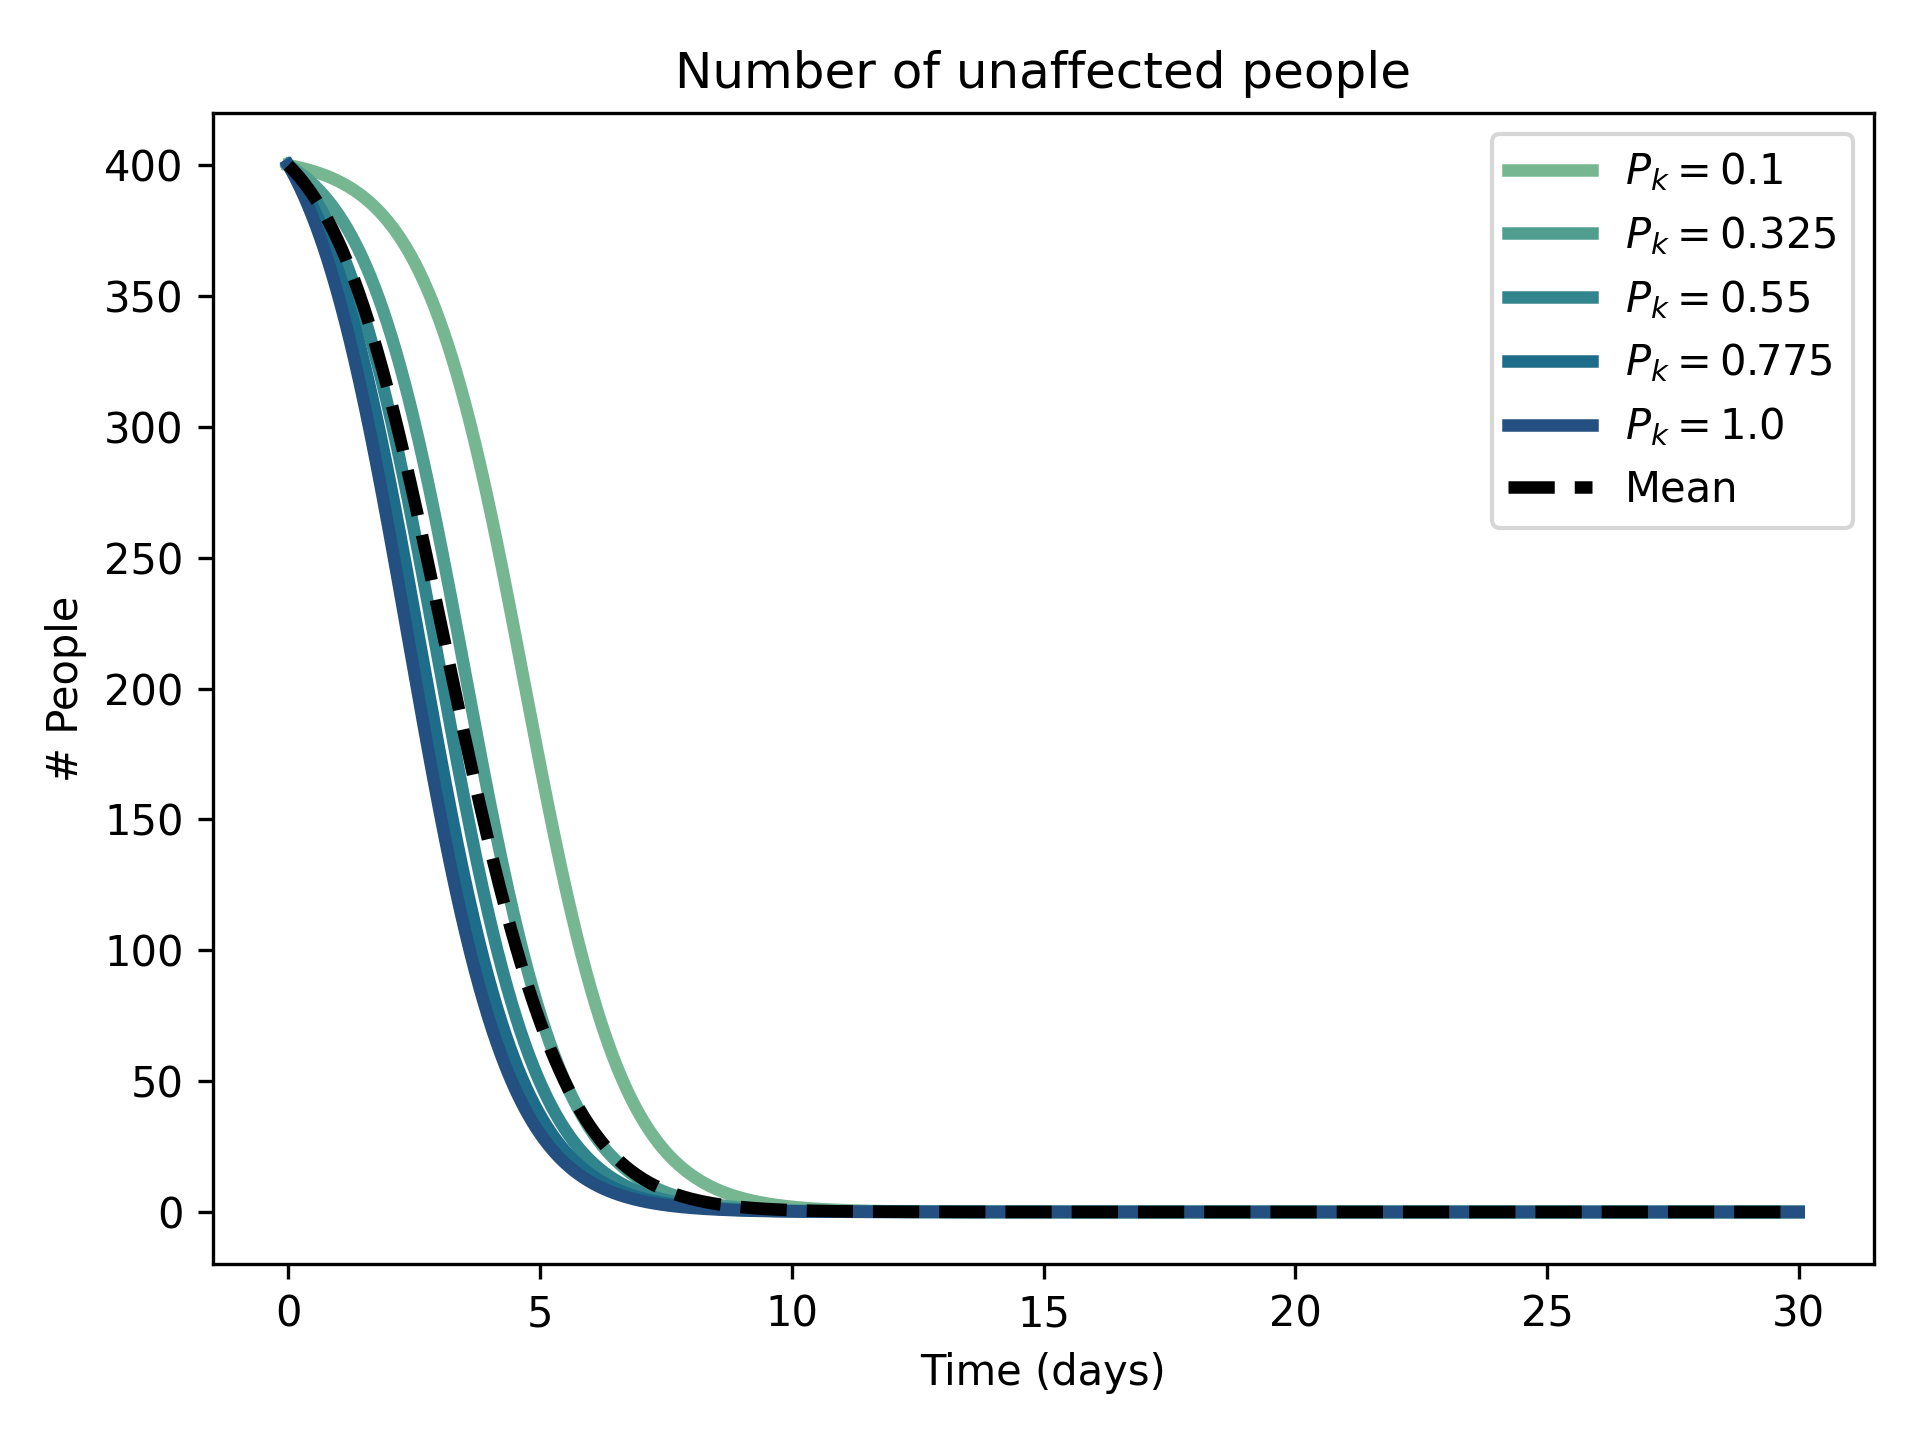 Number of unaffected people
400
350
300
250
200
150
100
50
0
# People
0 5 10 15 20 25 30
Time (days)
P_k = 0.1
P_k = 0.325
P_k = 0.55
P_k = 0.775
P_k = 1.0
Mean